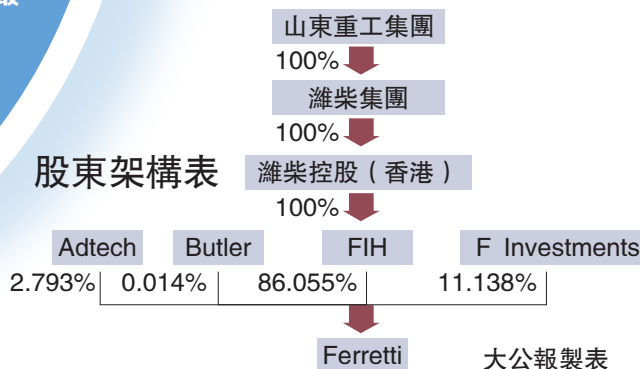 山東重工集團
100%
濰柴集團
100%
股東架構表
濰柴控股（香港）
100%
Adtech Butler FIH F Investments
2.793% 0.014% 86.055% 11.138%
Ferretti
大公報製表